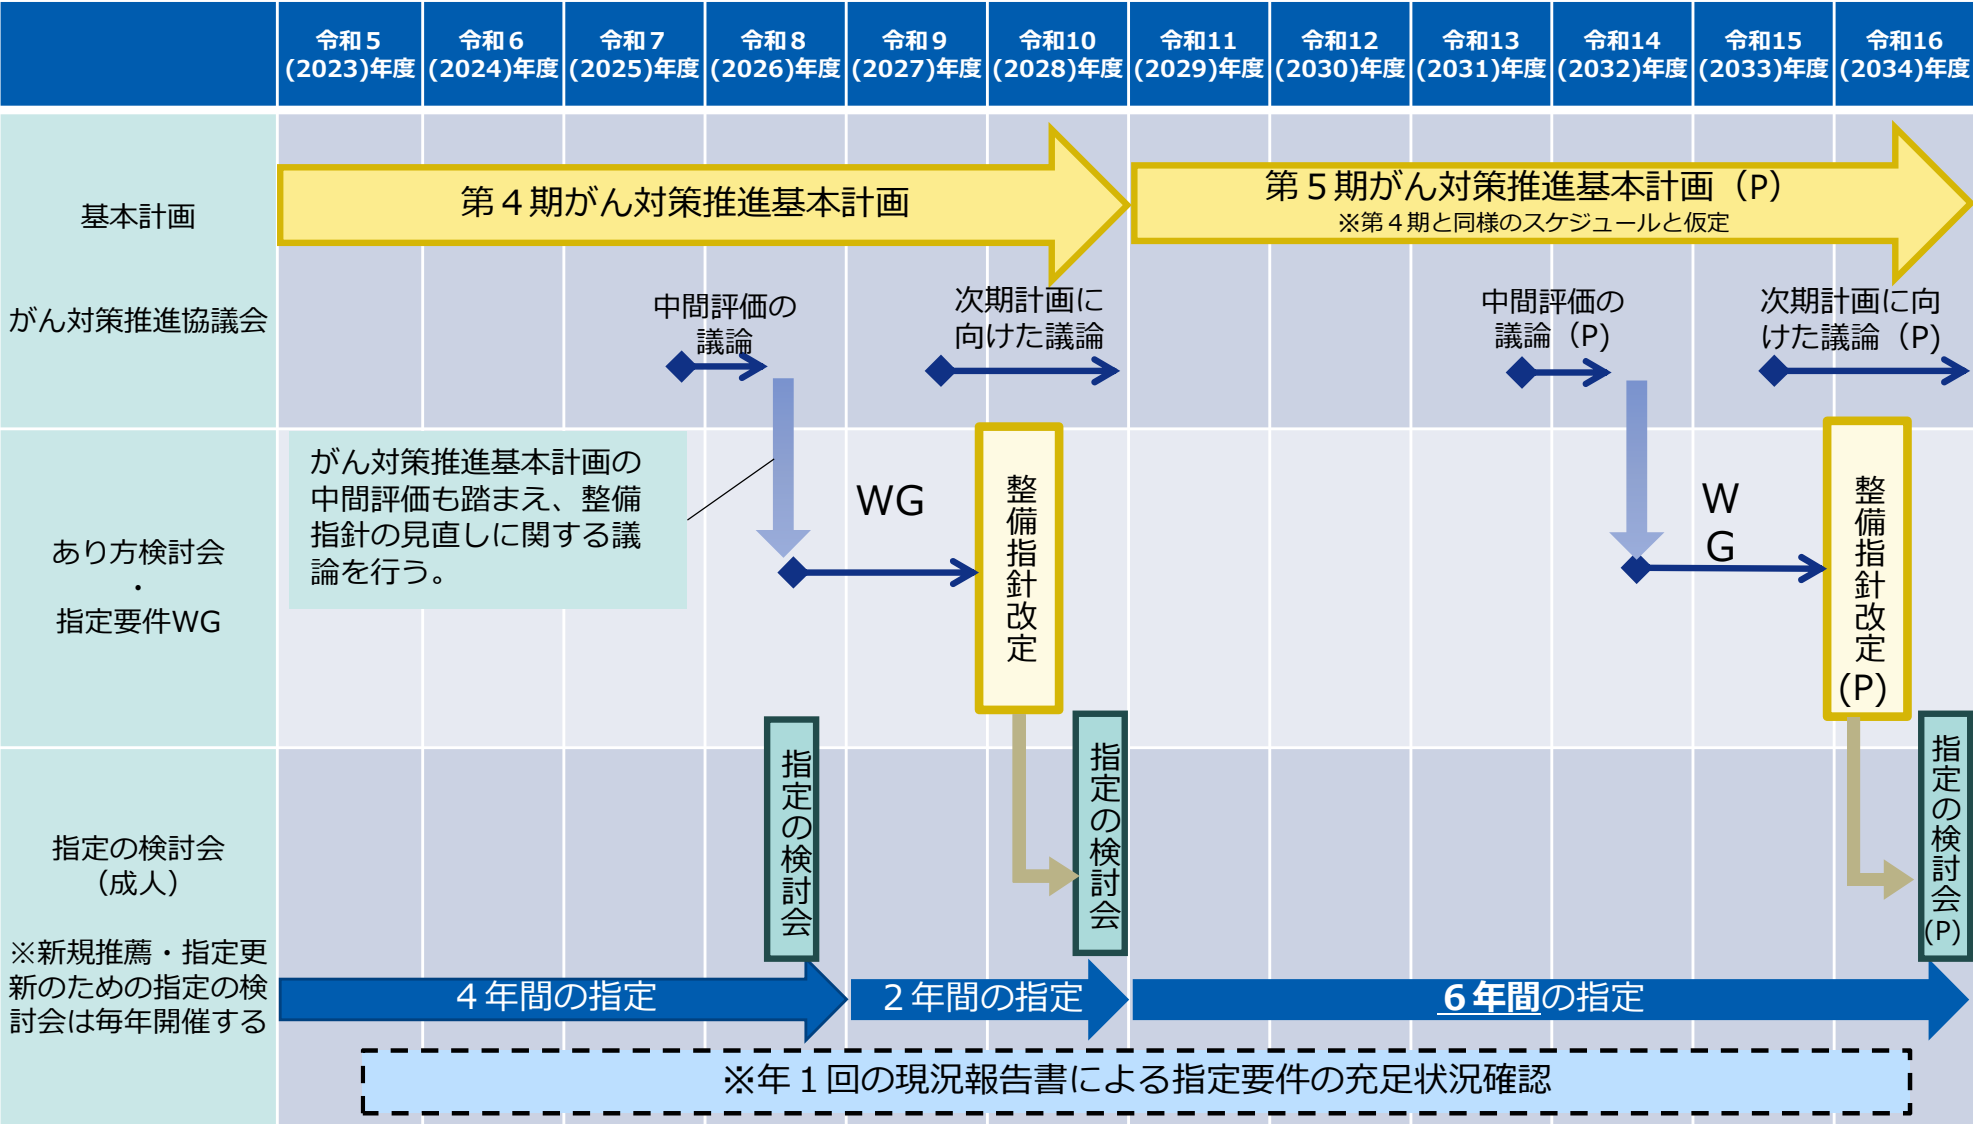 令和５
(2023)年度
令和６
(2024)年度
令和７
(2025)年度
令和８
(2026)年度
令和９
(2027)年度
令和10
(2028)年度
令和11
(2029)年度
令和12
(2030)年度
令和13
(2031)年度
令和14
(2032)年度
令和15
(2033)年度
令和16
(2034)年度
基本計画
がん対策推進協議会
第４期がん対策推進基本計画
第５期がん対策推進基本計画（P）
※第４期と同様のスケジュールと仮定
中間評価の
議論
次期計画に
向けた議論
中間評価の
議論（P)
次期計画に向
けた議論（P)
あり方検討会
・
指定要件WG
がん対策推進基本計画の
中間評価も踏まえ、整備
指針の見直しに関する議
論を行う。
WG
整備指針改定
W
G
整備指針改定
(P)
指定の検討会
（成人）
※新規推薦・指定更
新のための指定の検
討会は毎年開催する
指定の検討会
指定の検討会
指定の検討会
(P)
４年間の指定
２年間の指定
６年間の指定
※年１回の現況報告書による指定要件の充足状況確認